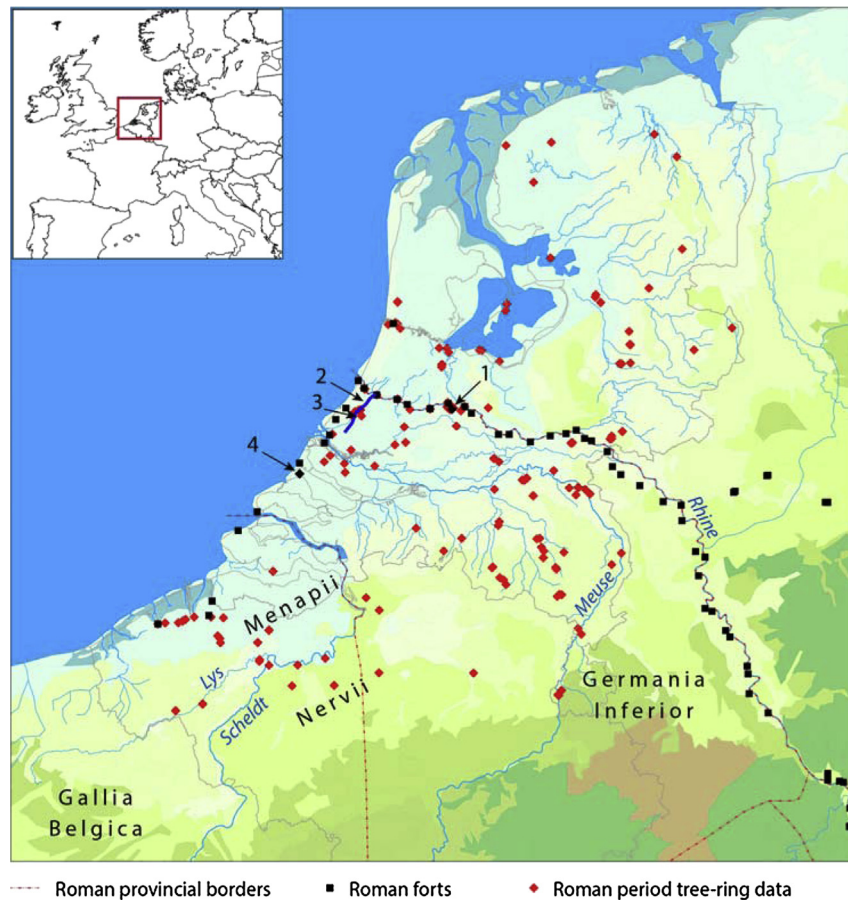 1
2
3
4
Rhine
Meuse
Menapii
Lys
Scheldt
Nervii
Germania
Inferior
Gallia
Belgica
Roman provincial borders
Roman forts
Roman period tree-ring data